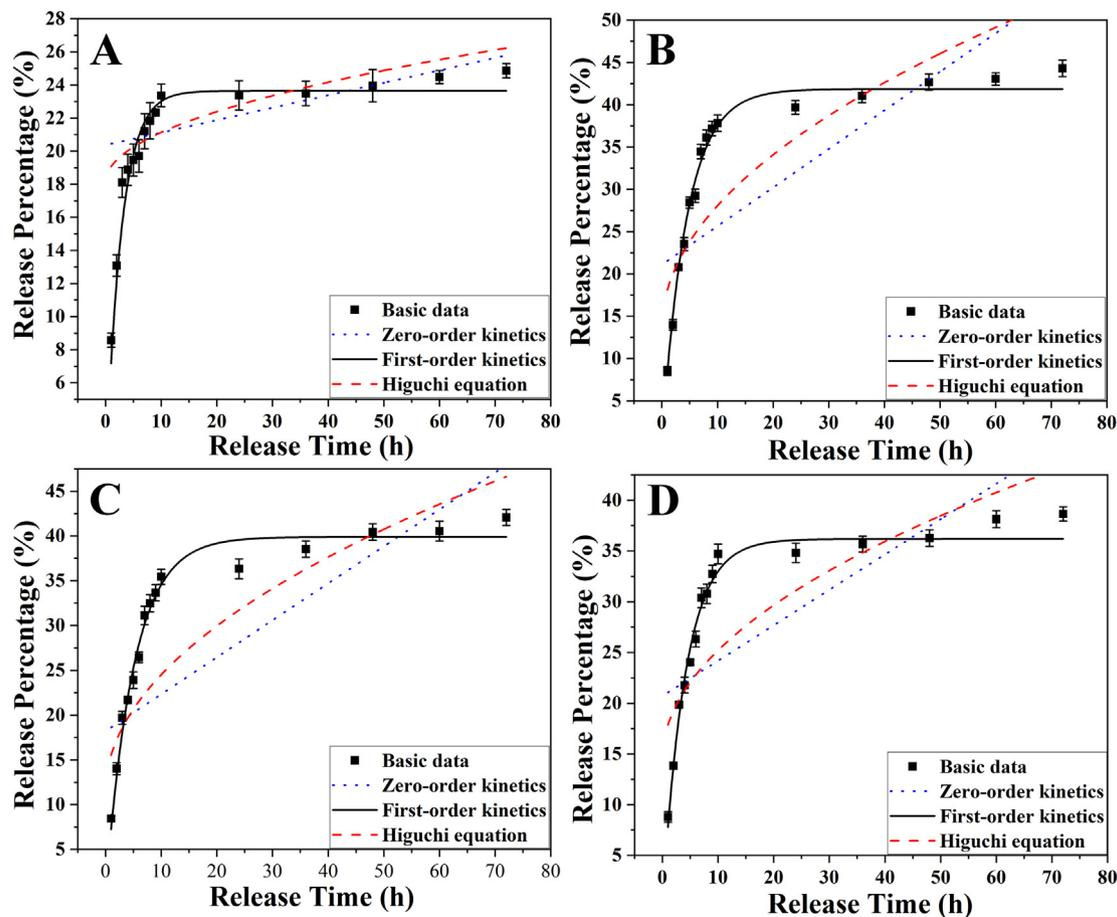 A
Release Percentage (%)
28
26
24
22
20
18
16
14
12
10
8
6
0 10 20 30 40 50 60 70 80
Release Time (h)
Basic data
Zero-order kinetics
First-order kinetics
Higuchi equation
B
Release Percentage (%)
50
45
40
35
30
25
20
15
10
5
0 10 20 30 40 50 60 70 80
Release Time (h)
Basic data
Zero-order kinetics
First-order kinetics
Higuchi equation
C
Release Percentage (%)
45
40
35
30
25
20
15
10
5
0 10 20 30 40 50 60 70 80
Release Time (h)
Basic data
Zero-order kinetics
First-order kinetics
Higuchi equation
D
Release Percentage (%)
40
35
30
25
20
15
10
5
0 10 20 30 40 50 60 70 80
Release Time (h)
Basic data
Zero-order kinetics
First-order kinetics
Higuchi equation